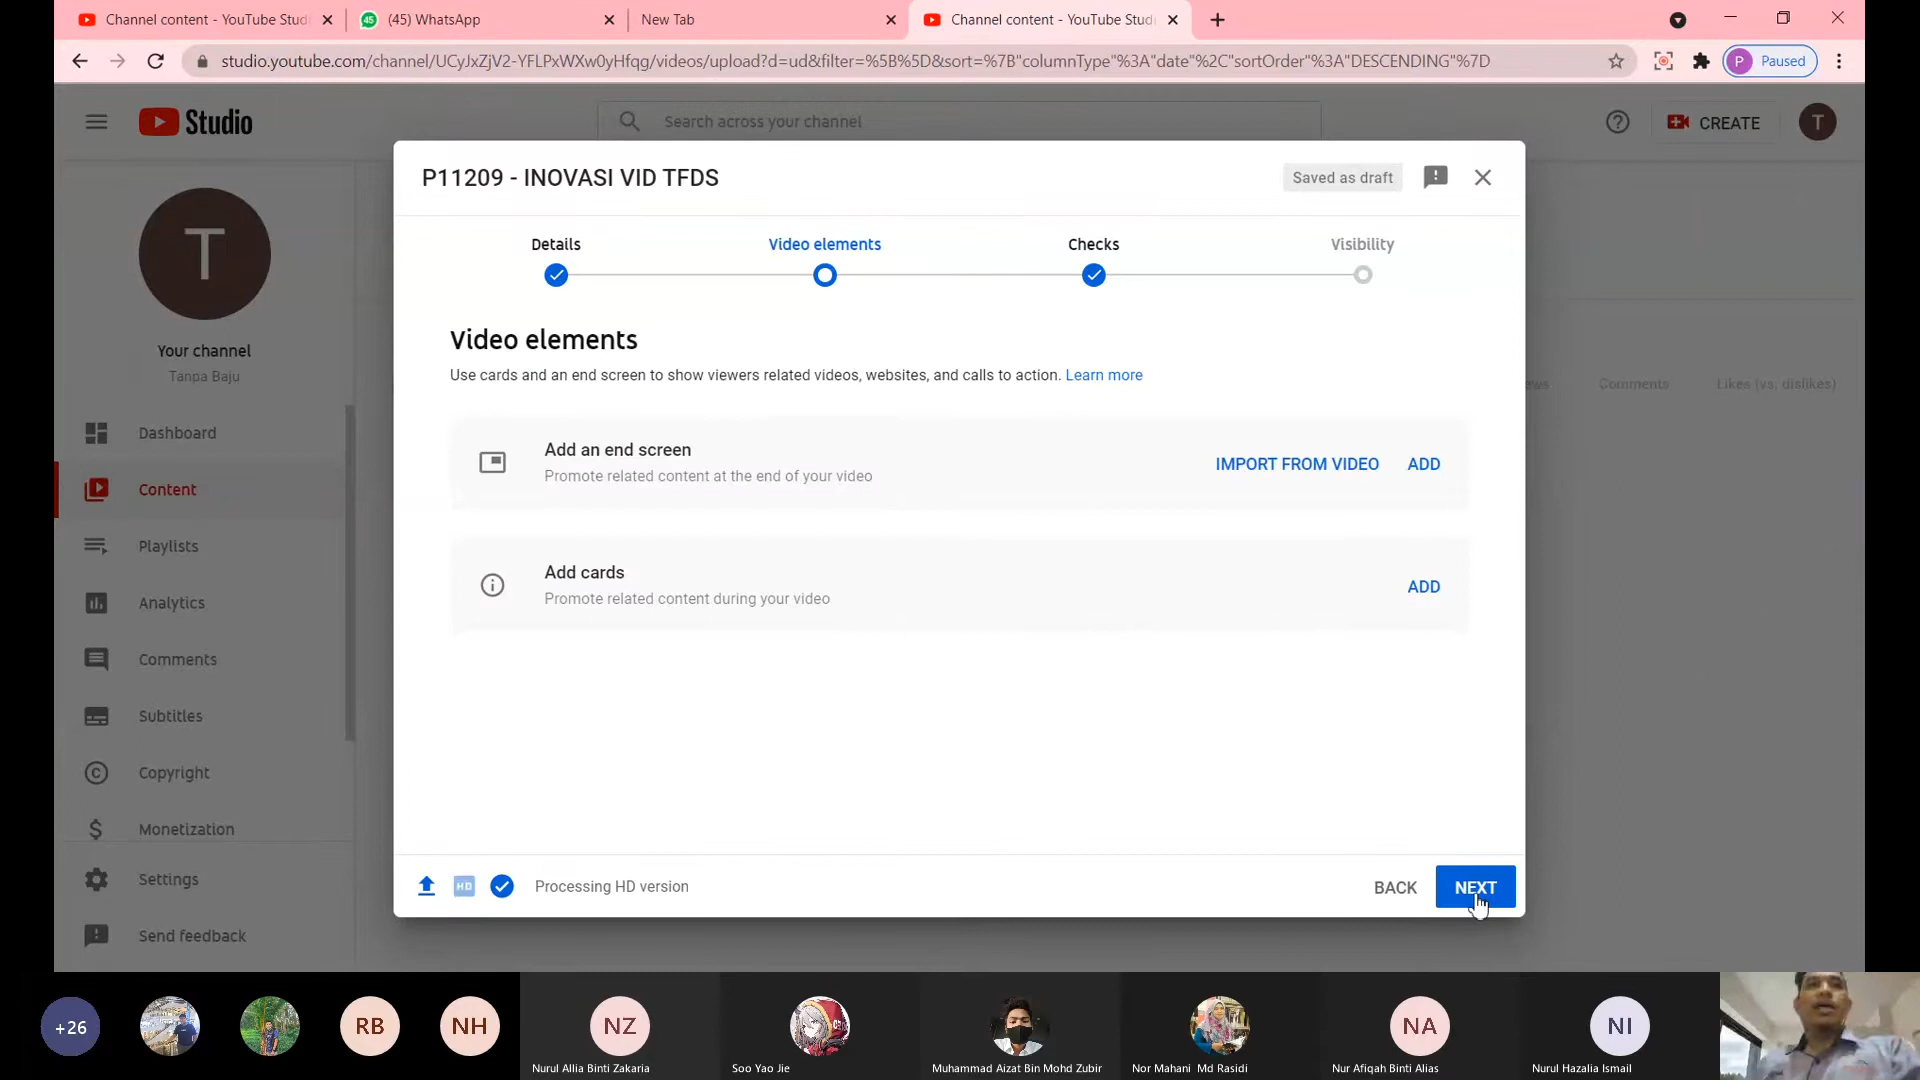 Channel content - YouTube Studi
(45) WhatsApp
New Tab
Channel content - YouTube Studi
studio.youtube.com/channel/UCyJxZjV2-YFLPxWXw0yHfqg/videos/upload?d=ud&filter=%5B%5D&sort=%7B"columnType"%3A"date"%2C"sortOrder"%3A"DESCENDING"%7D
P Paused
Studio
Search across your channel
CREATE
T
P11209 - INOVASI VID TFDS
Saved as draft
Details
Video elements
Checks
Visibility
T
Your channel
Tanpa Baju
Dashboard
Content
Playlists
Analytics
Comments
Subtitles
Copyright
Monetization
Settings
Send feedback
Video elements
Use cards and an end screen to show viewers related videos, websites, and calls to action. Learn more
Comments
Likes (vs. dislikes)
Add an end screen
Promote related content at the end of your video
IMPORT FROM VIDEO
ADD
Add cards
Promote related content during your video
ADD
HD
Processing HD version
BACK
NEXT
+26
RB
NH
NZ
NA
NI
Nurul Allia Binti Zakaria
Soo Yao Jie
Muhammad Aizat Bin Mohd Zubir
Nor Mahani Md Rasidi
Nur Afiqah Binti Alias
Nurul Hazalia Ismail